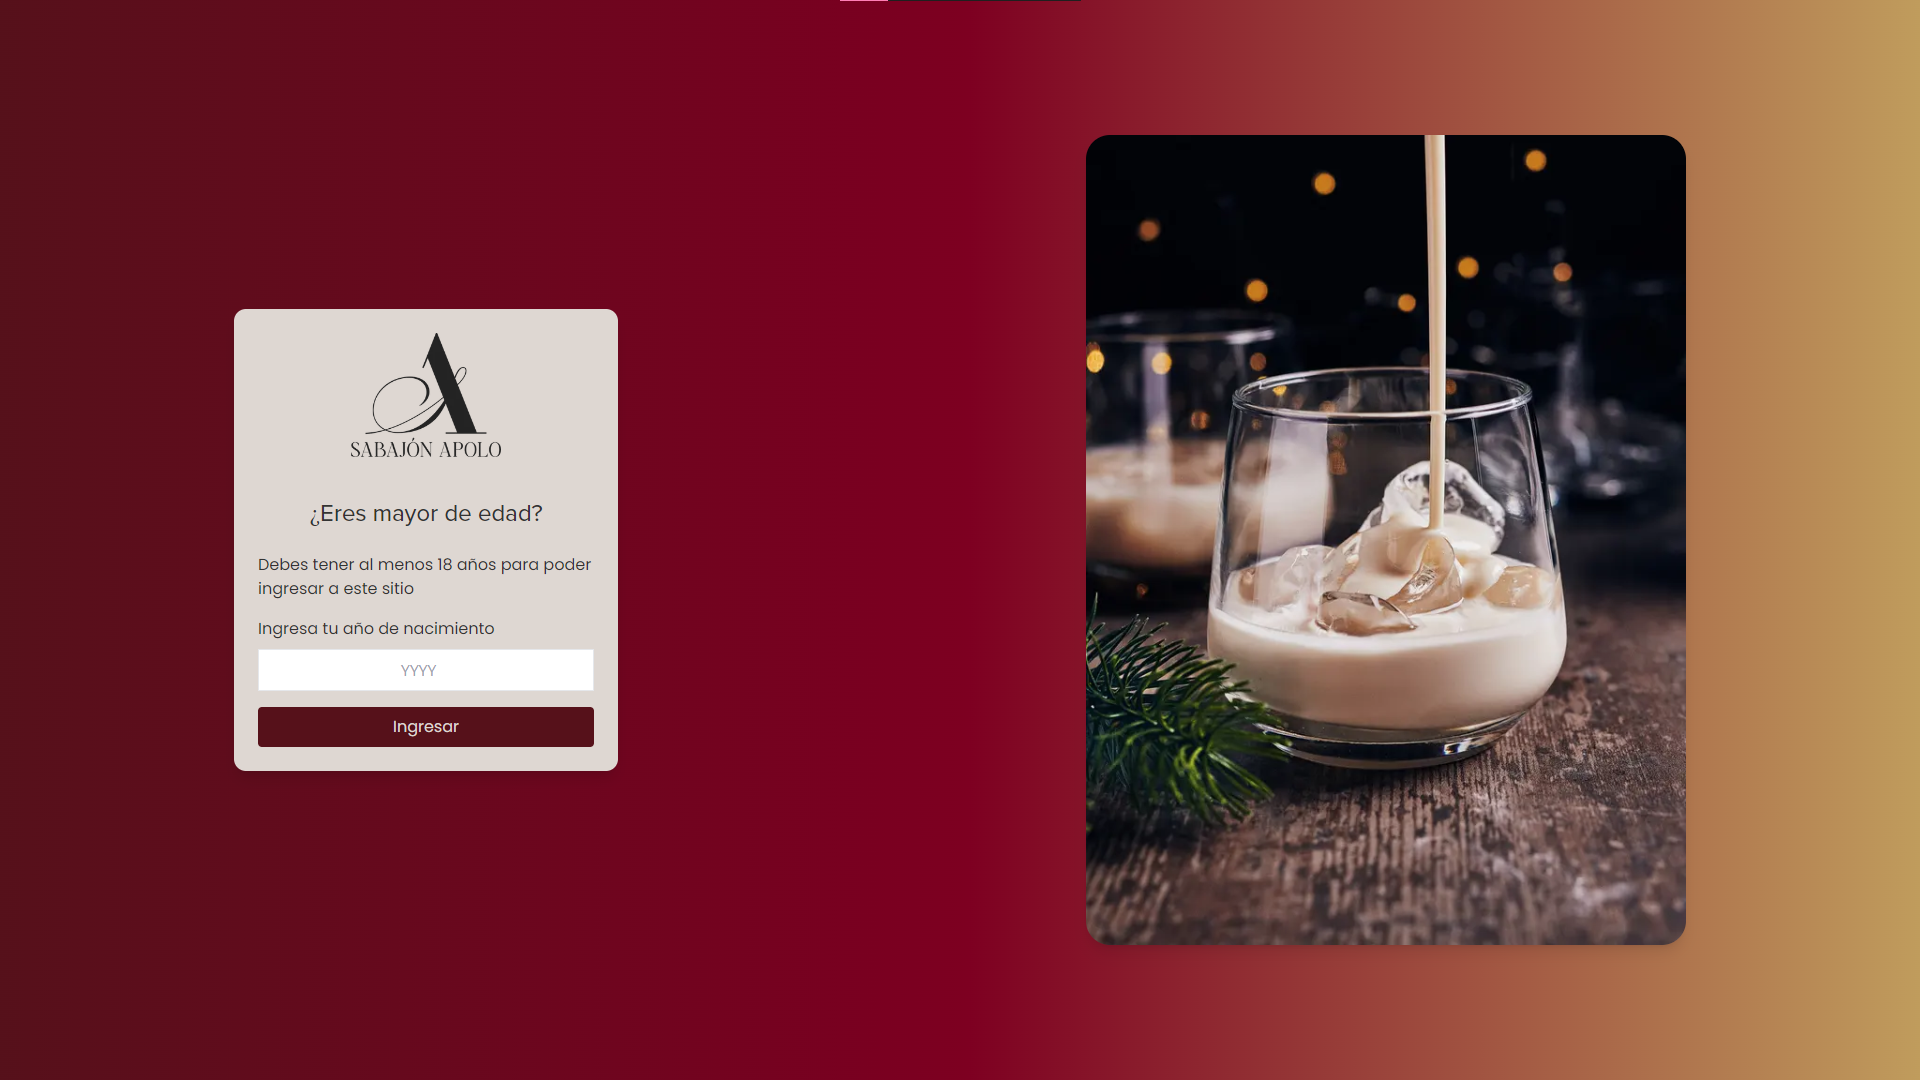 SABAJÓN APOLO
¿Eres mayor de edad?
Debes tener al menos 18 años para poder
ingresar a este sitio
Ingresa tu año de nacimiento
YYYY
Ingresar